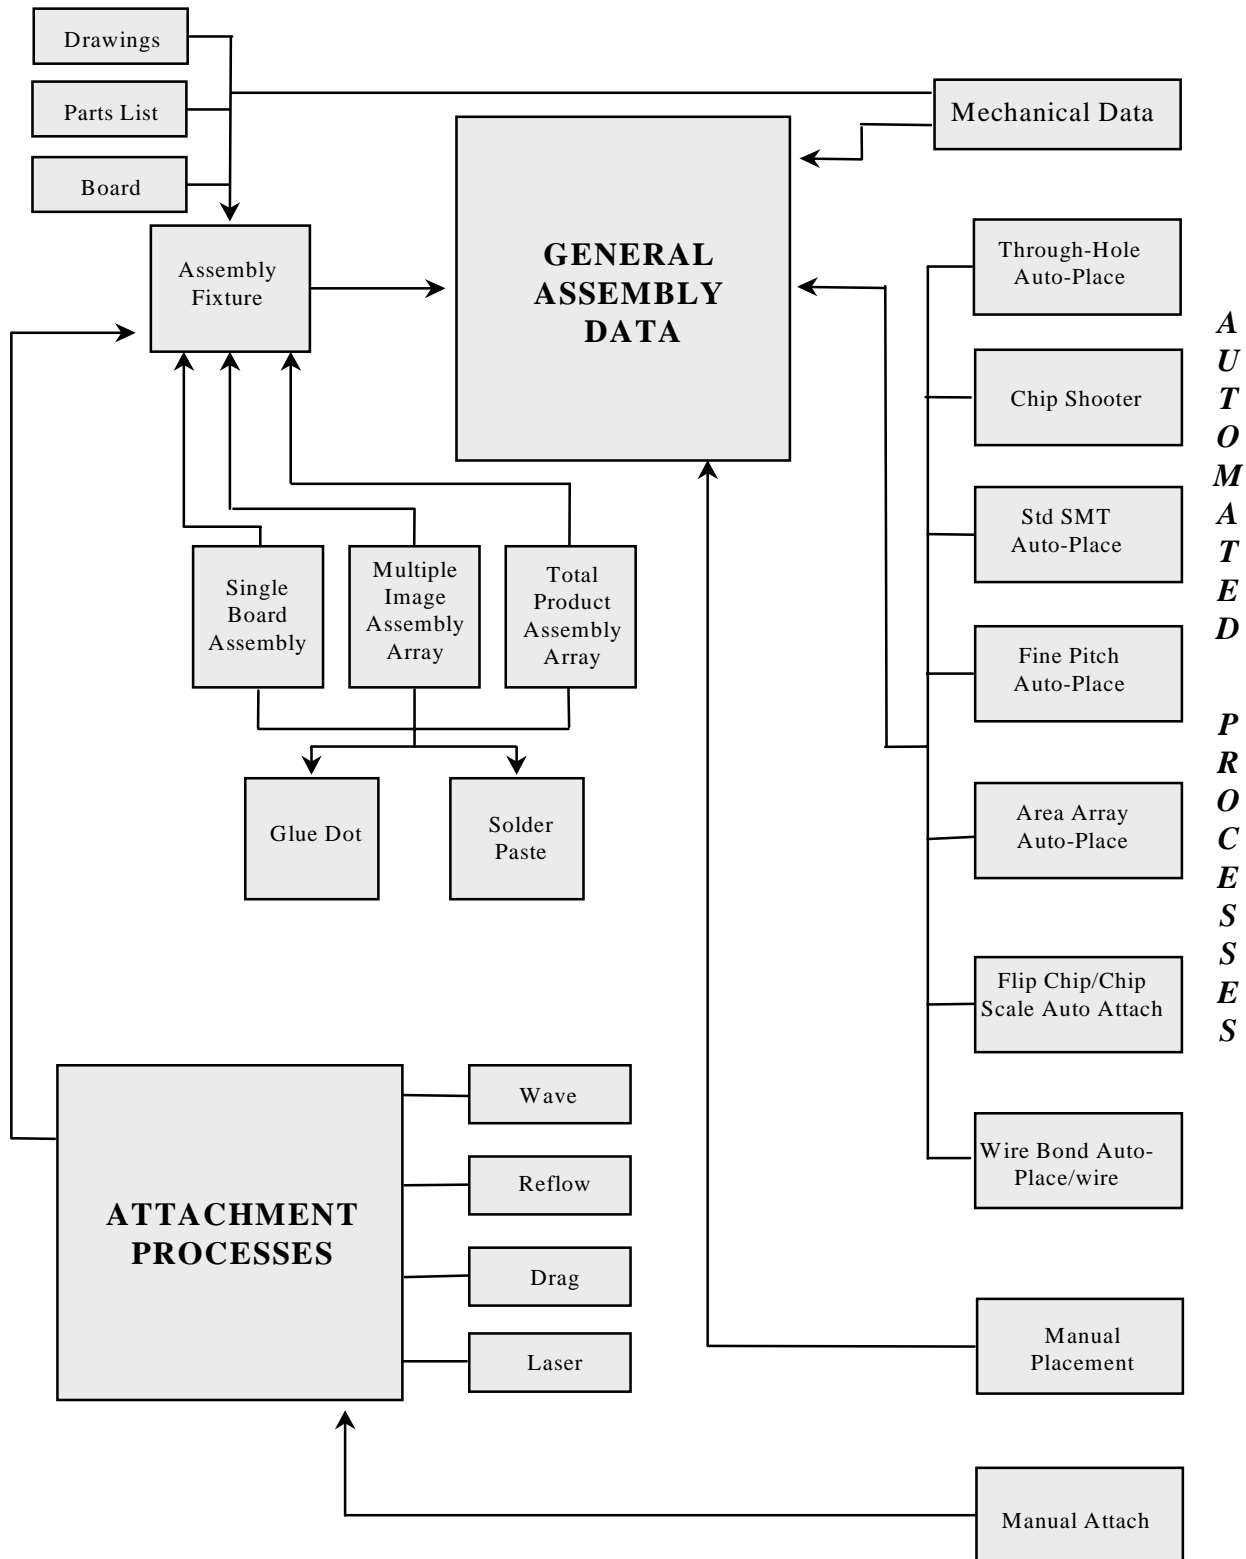 Drawings
Parts List
Board
Mechanical Data
Assembly
Fixture
GENERAL
ASSEMBLY
DATA
Through-Hole
Auto-Place
Chip Shooter
Std SMT
Auto-Place
Fine Pitch
Auto-Place
Area Array
Auto-Place
Flip Chip/Chip
Scale Auto Attach
Wire Bond Auto-
Place/wire
AUTOMATED
PROCESSES
Single
Board
Assembly
Multiple
Image
Assembly
Array
Total
Product
Assembly
Array
Glue Dot
Solder
Paste
ATTACHMENT
PROCESSES
Wave
Reflow
Drag
Laser
Manual
Placement
Manual Attach